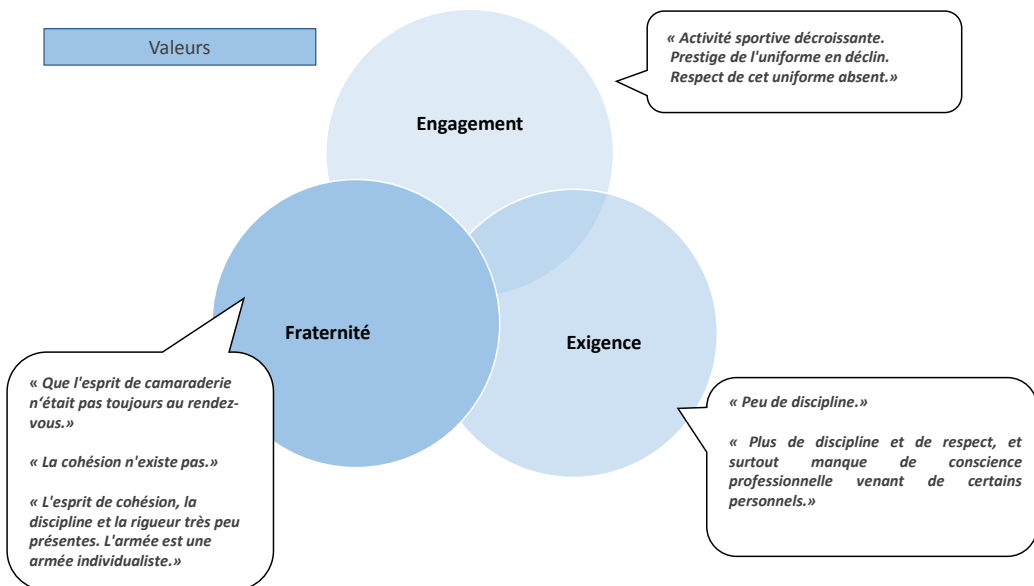 Valeurs
« Activité sportive décroissante.
Prestige de l'uniforme en déclin.
Respect de cet uniforme absent.»
Engagement
Fraternité
Exigence
« Que l'esprit de camaraderie
n‘était pas toujours au rendez-
vous.»
« La cohésion n'existe pas.»
« L'esprit de cohésion, la
discipline et la rigueur très peu
présentes. L'armée est une
armée individualiste.»
« Peu de discipline.»
« Plus de discipline et de respect, et
surtout manque de conscience
professionnelle venant de certains
personnels.»